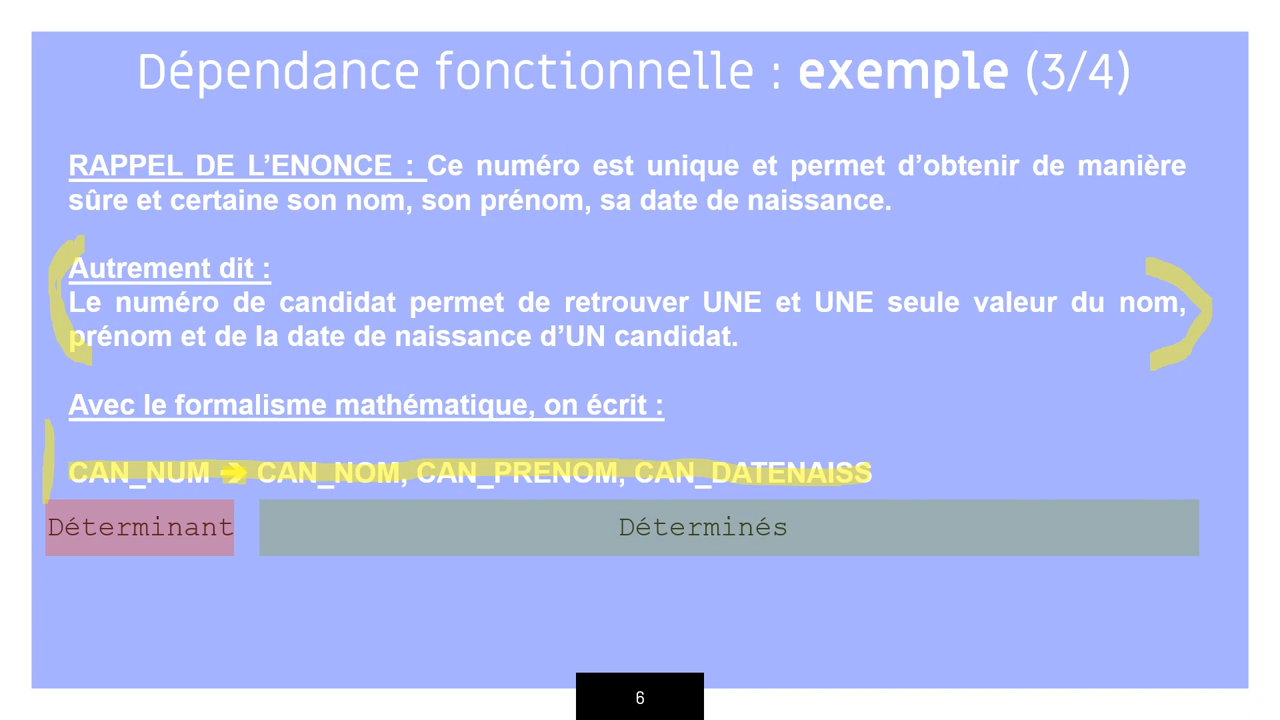 Dépendance fonctionnelle : exemple (3/4)
RAPPEL DE L’ENONCE : Ce numéro est unique et permet d’obtenir de manière
sûre et certaine son nom, son prénom, sa date de naissance.
Autrement dit :
Le numéro de candidat permet de retrouver UNE et UNE seule valeur du nom,
prénom et de la date de naissance d’UN candidat.
Avec le formalisme mathématique, on écrit :
CAN_NUM ➔ CAN_NOM, CAN_PRENOM, CAN_DATENAISS
Déterminant
Déterminés
6